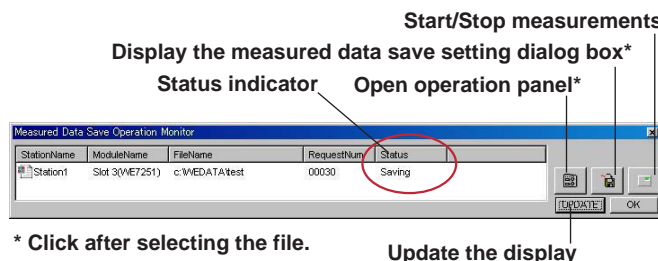 Start/Stop measurements
Display the measured data save setting dialog box*
Status indicator
Open operation panel*
Measured Data Save Operation Monitor
StationName ModuleName FileName RequestNum Status
Station1 Slot 3(WE7251) c:\WEDATA\test 00030 Saving
UPDATE OK
* Click after selecting the file.
Update the display